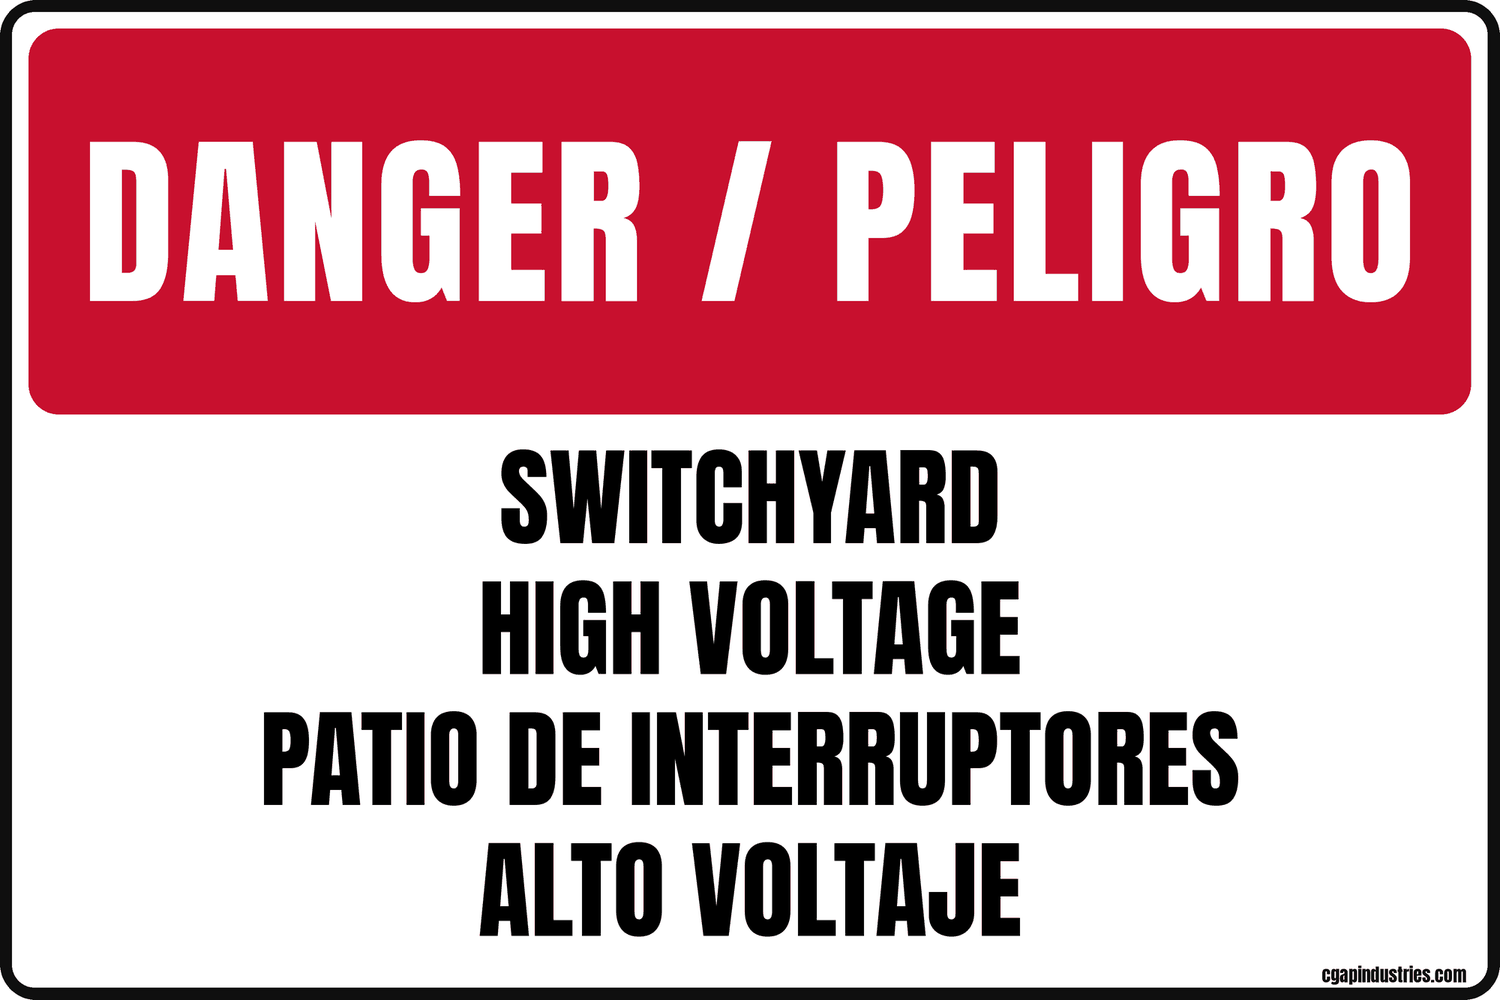 DANGER / PELIGRO
SWITCHYARD
HIGH VOLTAGE
PATIO DE INTERRUPTORES
ALTO VOLTAJE
cgapindustries.com